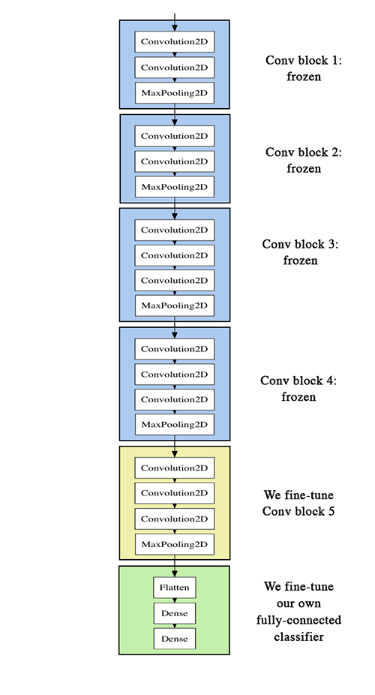 Convolution2D
Convolution2D
MaxPooling2D
Conv block 1:
frozen
Convolution2D
Convolution2D
MaxPooling2D
Conv block 2:
frozen
Convolution2D
Convolution2D
Convolution2D
MaxPooling2D
Conv block 3:
frozen
Convolution2D
Convolution2D
Convolution2D
MaxPooling2D
Conv block 4:
frozen
Convolution2D
Convolution2D
Convolution2D
MaxPooling2D
We fine-tune
Conv block 5
Flatten
Dense
Dense
We fine-tune
our own
fully-connected
classifier